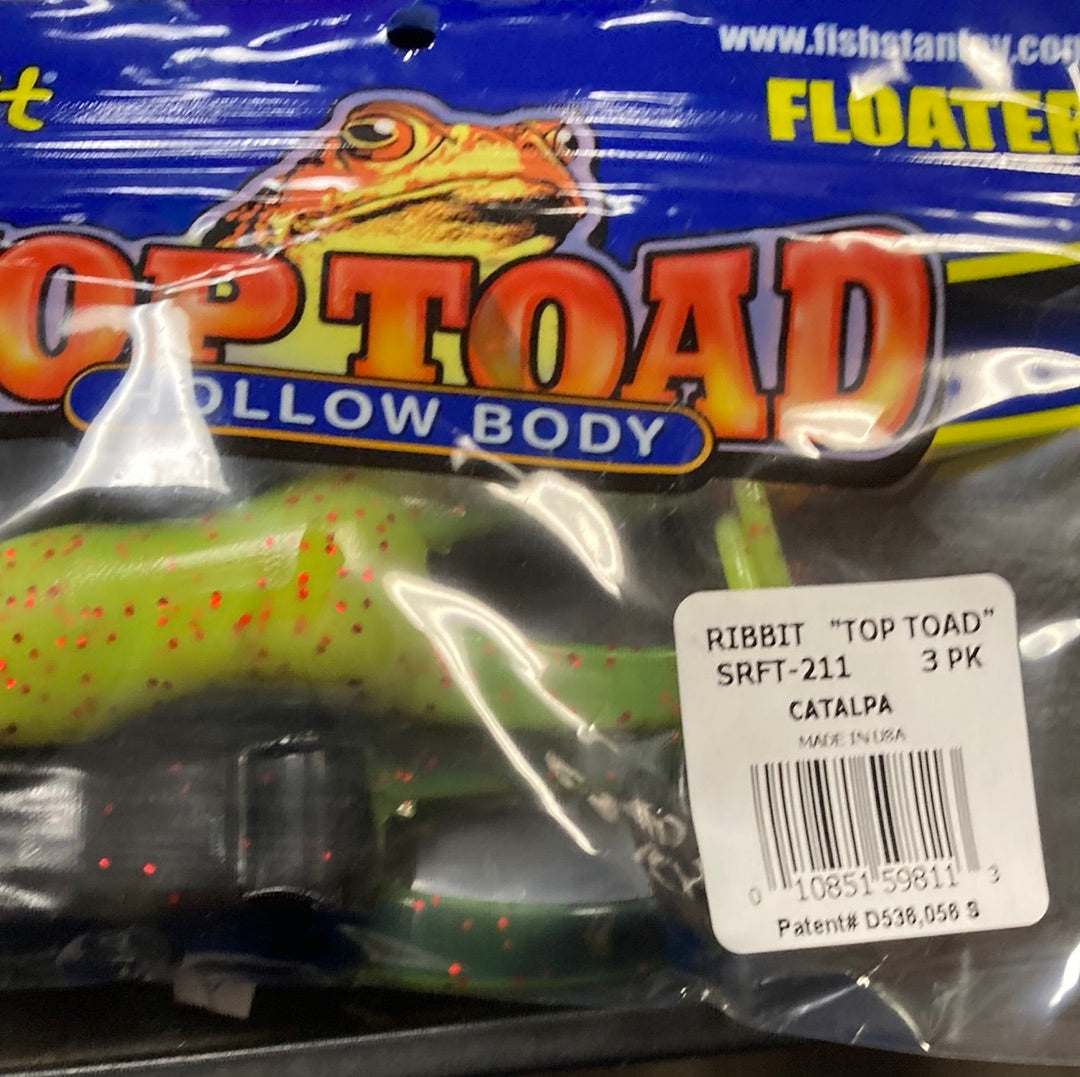 www.fishstanley.com
t
FLOATER
OP TOAD
HOLLOW BODY
RIBBIT "TOP TOAD"
SRFT-211 3 PK
CATALPA
MADE IN USA
0 10851 59811 3
Patent# D538,058 S